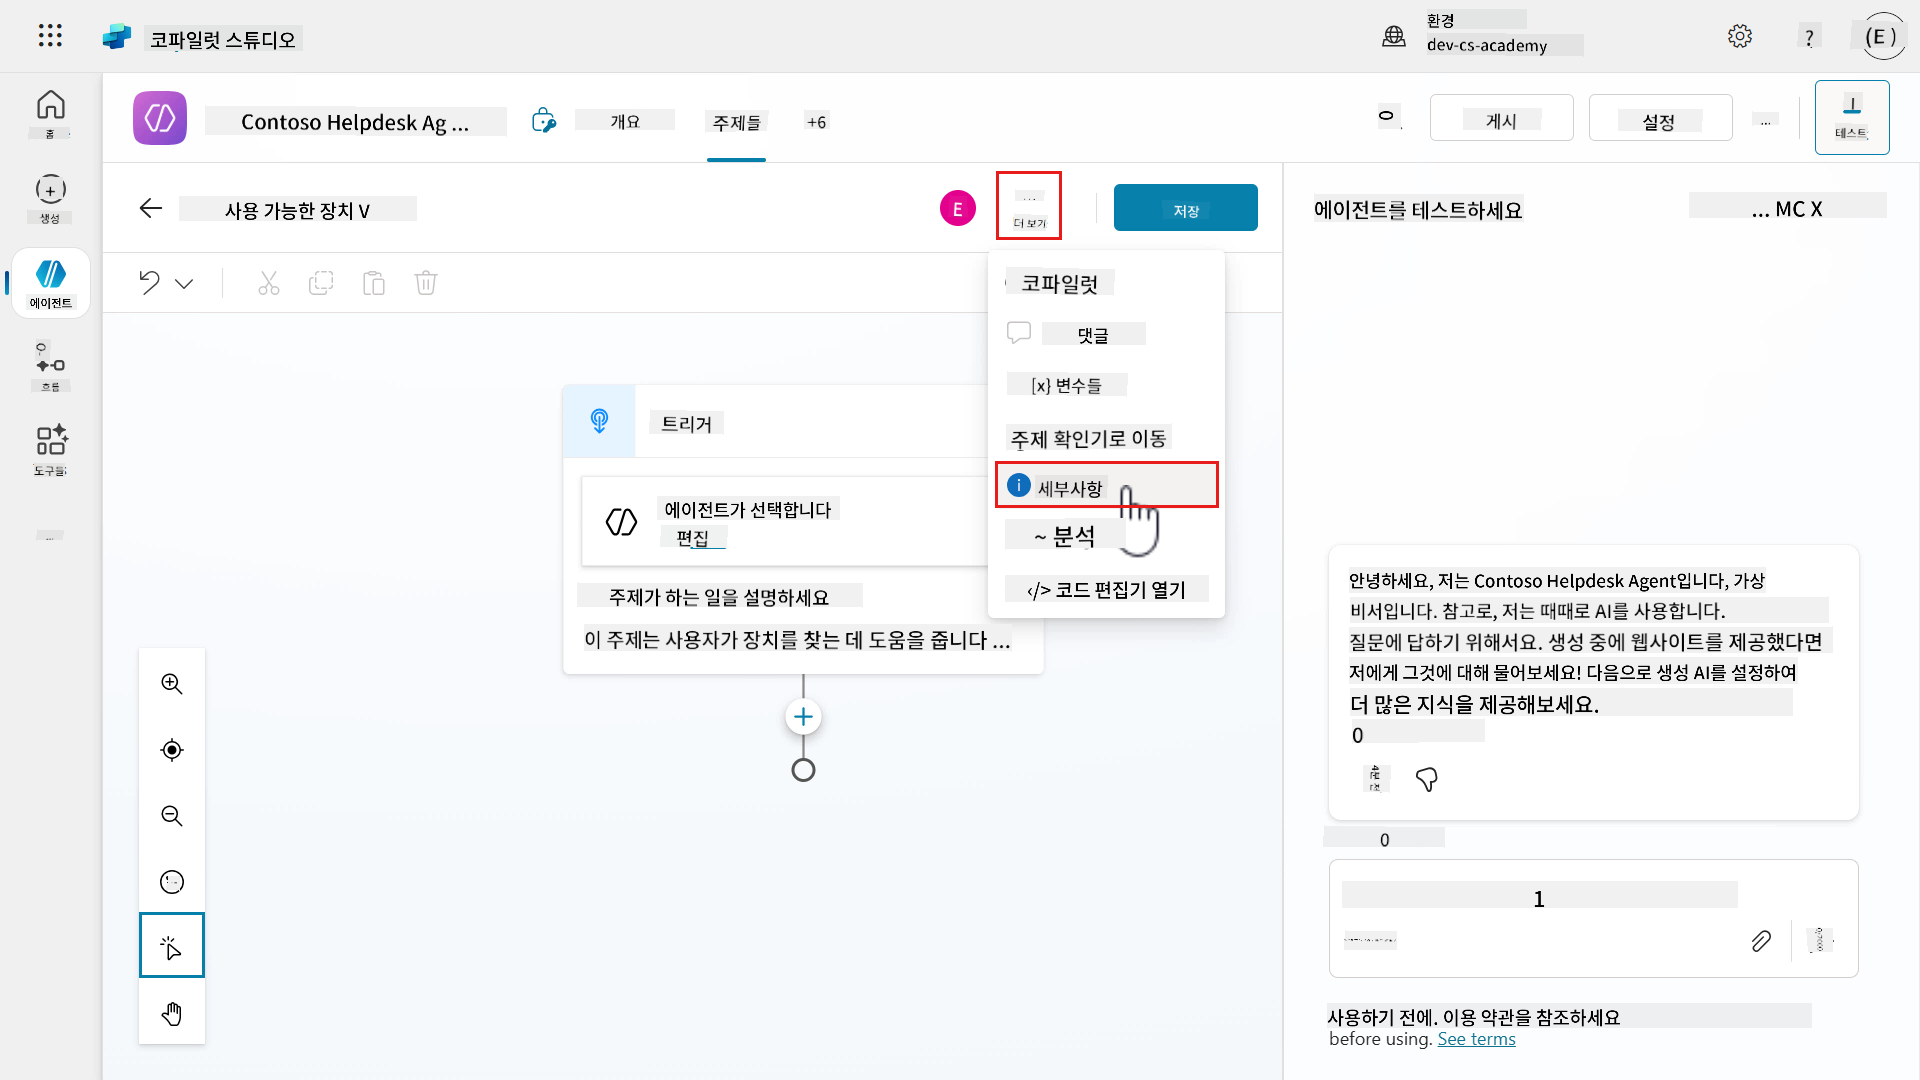 코파일럿 스튜디오
환경
dev-cs-academy
?
(E )
홈
생성
에이전트
흐름
도구들
Contoso Helpdesk Ag ...
개요
주제들
+6
0
게시
설정
...
테스트
사용 가능한 장치 V
E
...
더 보기
저장
코파일럿
댓글
[x} 변수들
주제 확인기로 이동
세부사항
~ 분석
</> 코드 편집기 열기
트리거
에이전트가 선택합니다
편집
주제가 하는 일을 설명하세요
이 주제는 사용자가 장치를 찾는 데 도움을 줍니다 ...
에이전트를 테스트하세요
... MC X
안녕하세요, 저는 Contoso Helpdesk Agent입니다, 가상
비서입니다. 참고로, 저는 때때로 AI를 사용합니다.
질문에 답하기 위해서요. 생성 중에 웹사이트를 제공했다면
저에게 그것에 대해 물어보세요! 다음으로 생성 AI를 설정하여
더 많은 지식을 제공해보세요.
0
0
1
사용하기 전에. 이용 약관을 참조하세요
before using. See terms